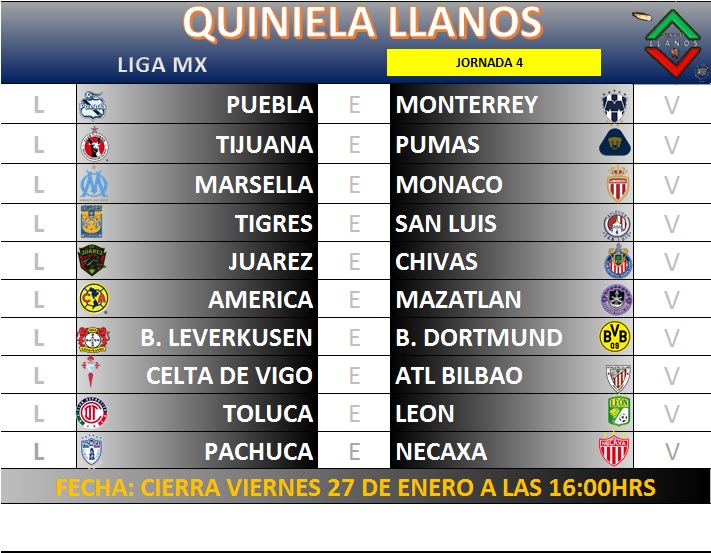 QUINIELA LLANOS
LLANOS
LIGA MX
JORNADA 4
L PUEBLA E MONTERREY V
L TIJUANA E PUMAS V
L MARSELLA E MONACO V
L TIGRES E SAN LUIS V
L JUAREZ E CHIVAS V
L AMERICA E MAZATLAN V
L B. LEVERKUSEN E B. DORTMUND V
L CELTA DE VIGO E ATL BILBAO V
L TOLUCA E LEON V
L PACHUCA E NECAXA V
FECHA: CIERRA VIERNES 27 DE ENERO A LAS 16:00HRS